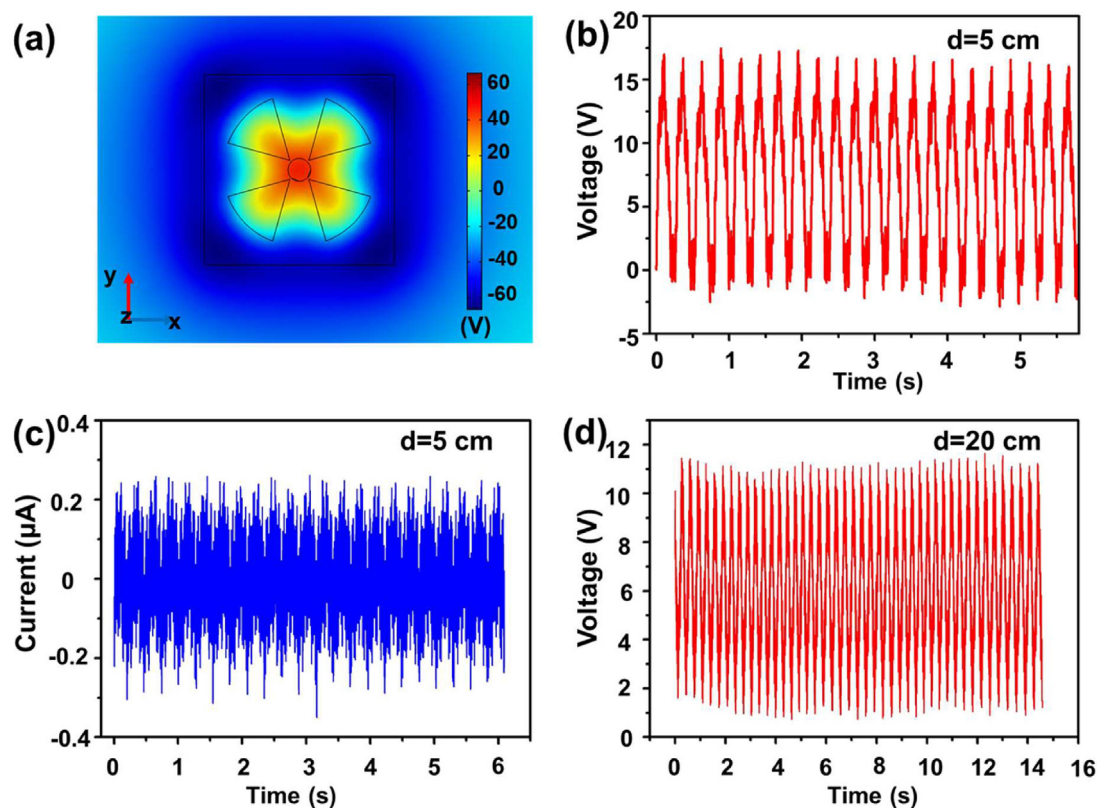 (a)
60
40
20
0
-20
-40
-60
(V)
y
z
x
(b)
d=5 cm
20
15
10
5
0
-5
Voltage (V)
0 1 2 3 4 5
Time (s)
(c)
d=5 cm
0.4
0.2
0
-0.2
-0.4
Current (μA)
0 1 2 3 4 5 6
Time (s)
(d)
d=20 cm
12
10
8
6
4
2
0
Voltage (V)
0 2 4 6 8 10 12 14 16
Time (s)